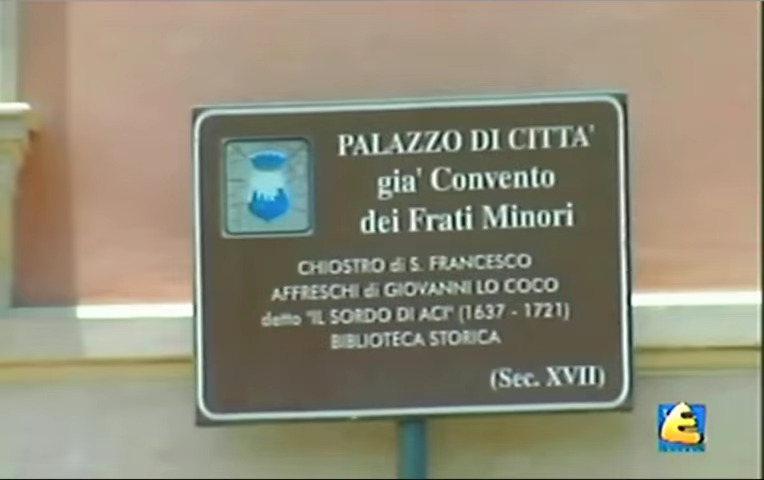 PALAZZO DI CITTA'
già' Convento
dei Frati Minori
CHIOSTRO di S. FRANCESCO
AFFRESCHI di GIOVANNI LO COCO
detto "IL SORDO DI ACI" (1637 - 1721)
BIBLIOTECA STORICA
(Sec. XVII)
E